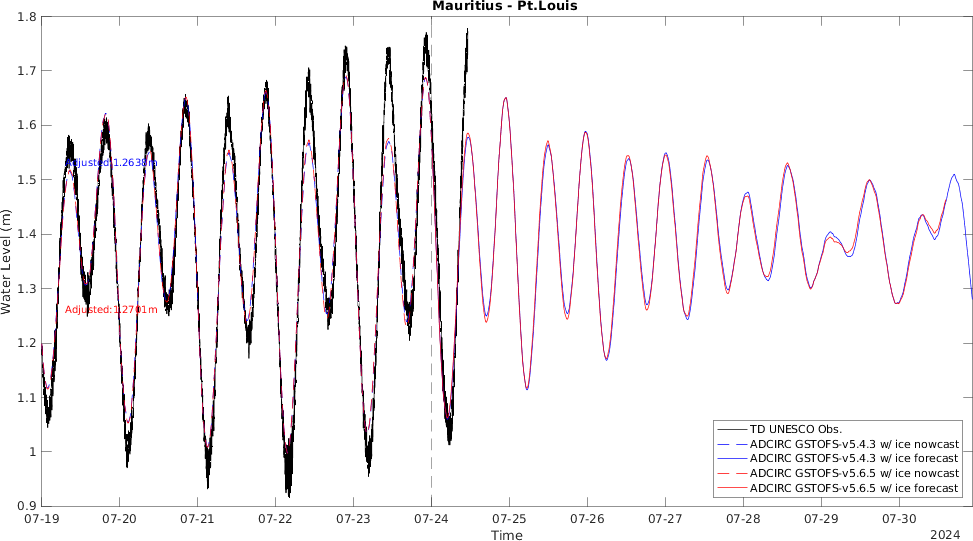 Mauritius - Pt.Louis
Water Level (m)
1.8
1.7
1.6
1.5
1.4
1.3
1.2
1.1
1
0.9
Adjusted:1.2638m
Adjusted:1.2701m
TD UNESCO Obs.
ADCIRC GSTOFS-v5.4.3 w/ ice nowcast
ADCIRC GSTOFS-v5.4.3 w/ ice forecast
ADCIRC GSTOFS-v5.6.5 w/ ice nowcast
ADCIRC GSTOFS-v5.6.5 w/ ice forecast
07-19 07-20 07-21 07-22 07-23 07-24 07-25 07-26 07-27 07-28 07-29 07-30
Time
2024